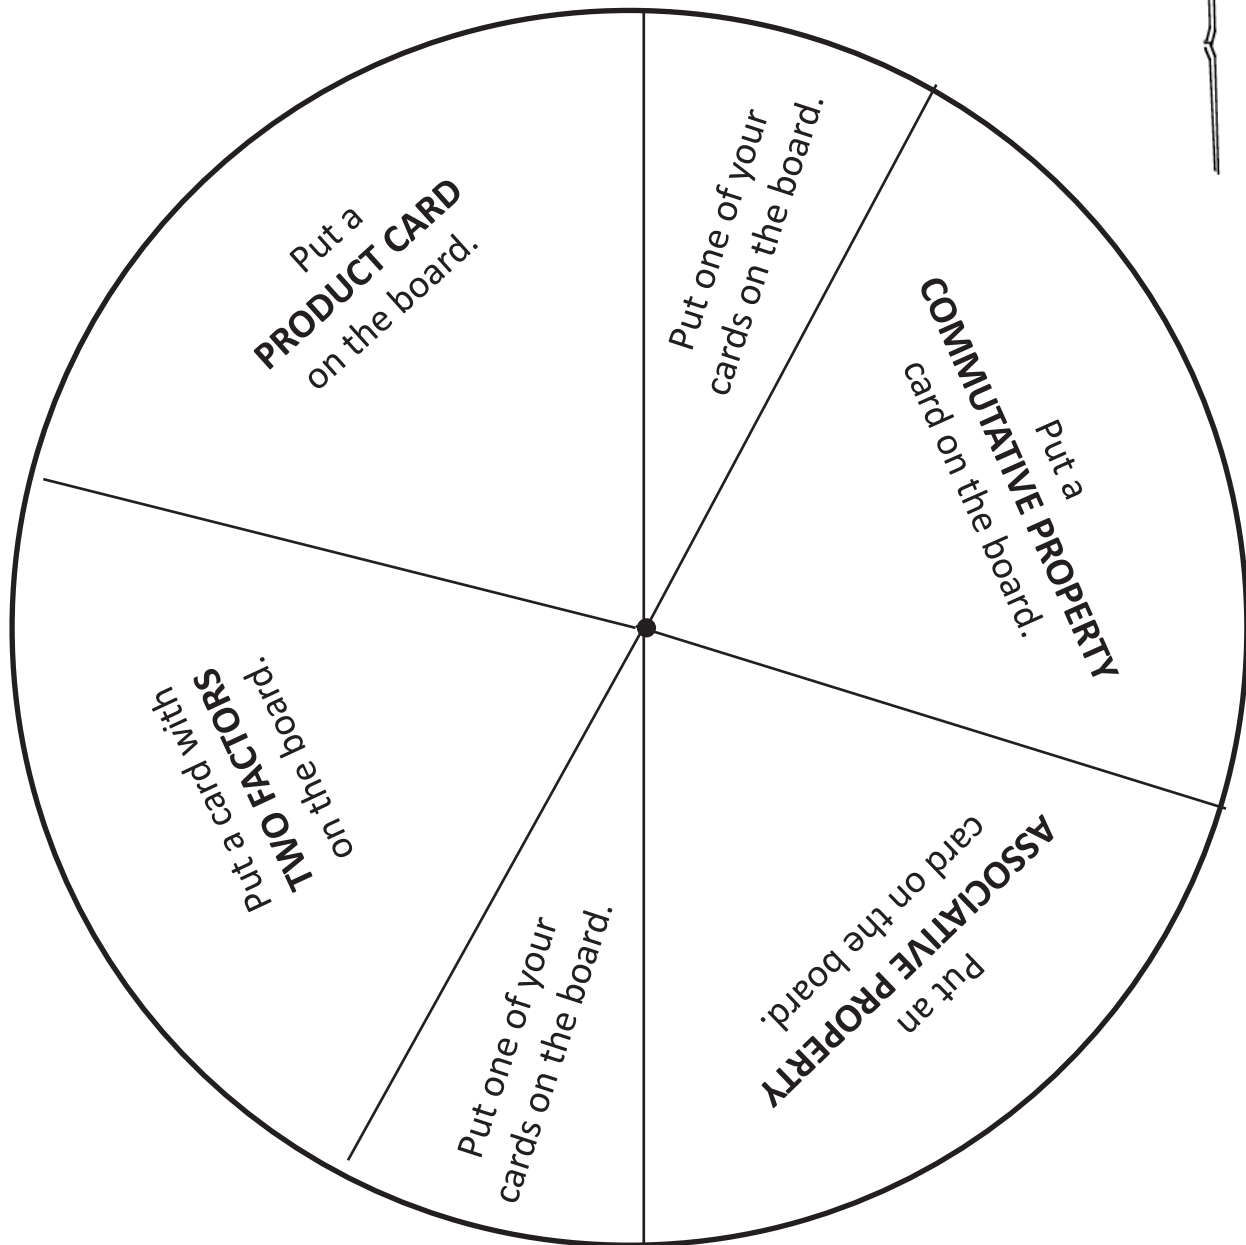 Put one of your
cards on the board.
Put a
COMMUTATIVE PROPERTY
card on the board.
Put an
ASSOCIATIVE PROPERTY
card on the board.
Put one of your
cards on the board.
Put a card with
TWO FACTORS
on the board.
Put a
PRODUCT CARD
on the board.